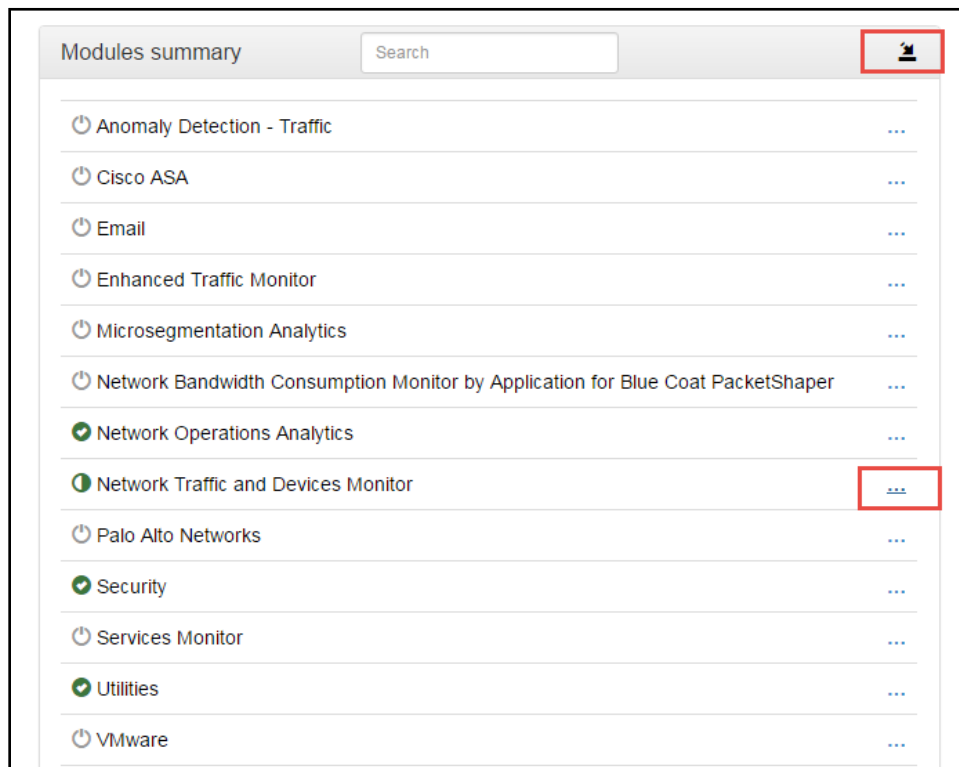 Modules summary Search
Anomaly Detection - Traffic ...
Cisco ASA ...
Email ...
Enhanced Traffic Monitor ...
Microsegmentation Analytics ...
Network Bandwidth Consumption Monitor by Application for Blue Coat PacketShaper ...
Network Operations Analytics ...
Network Traffic and Devices Monitor ...
Palo Alto Networks ...
Security ...
Services Monitor ...
Utilities ...
VMware ...